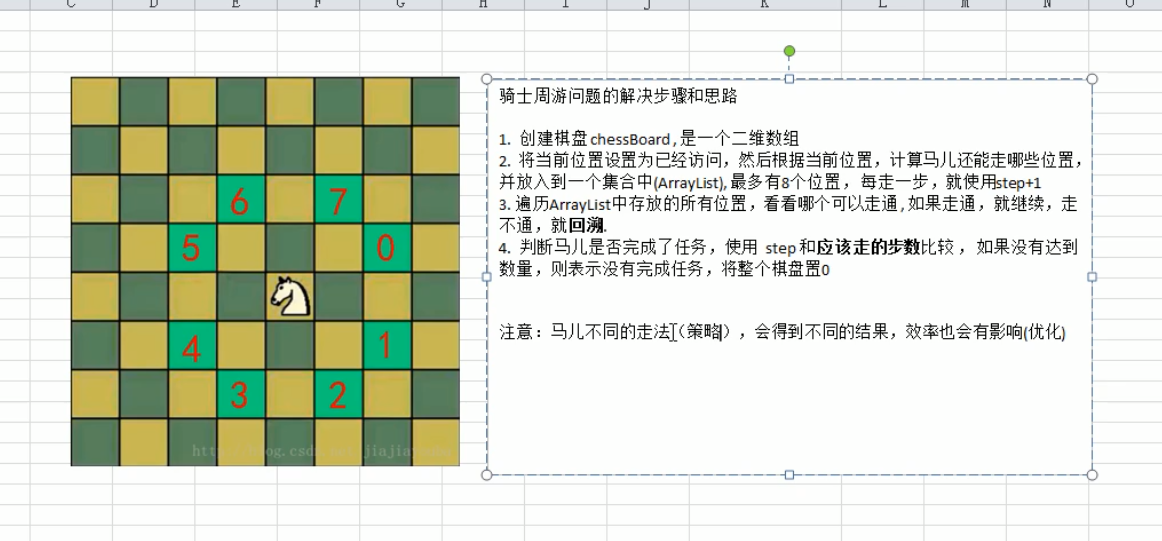 C D E F G H I J K L M N O
骑士周游问题的解决步骤和思路
1. 创建棋盘 chessBoard , 是一个二维数组
2. 将当前位置设置为已经访问，然后根据当前位置，计算马儿还能走哪些位置，
并放入到一个集合中(ArrayList), 最多有8个位置，每走一步，就使用step+1
3. 遍历ArrayList中存放的所有位置，看看哪个可以走通 , 如果走通，就继续，走
不通，就回溯.
4. 判断马儿是否完成了任务，使用 step 和应该走的步数比较 ，如果没有达到
数量，则表示没有完成任务，将整个棋盘置0
注意：马儿不同的走法（策略），会得到不同的结果，效率也会有影响(优化)
6 7
5 0
4 1
3 2